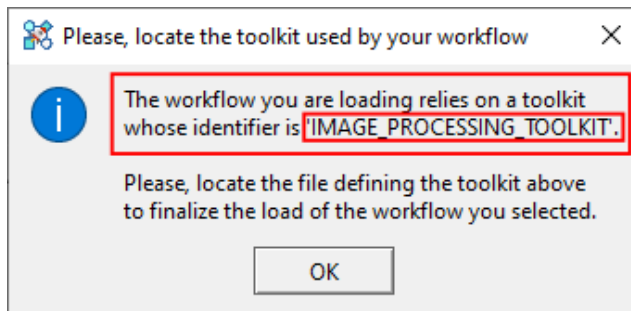 Please, locate the toolkit used by your workflow
The workflow you are loading relies on a toolkit
whose identifier is 'IMAGE_PROCESSING_TOOLKIT'.
Please, locate the file defining the toolkit above
to finalize the load of the workflow you selected.
OK